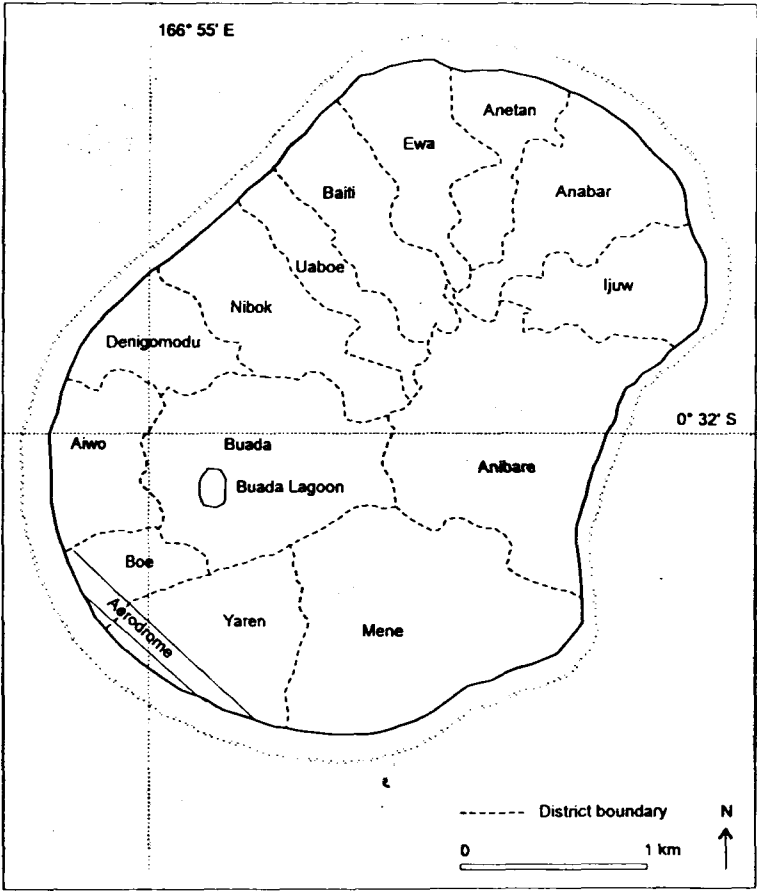 166° 55' E
Anetan
Ewa
Baiti
Anabar
Uaboe
Ijuw
Nibok
Denigomodu
0° 32' S
Aiwo
Buada
Anibare
Buada Lagoon
Boe
Aerodrome
Yaren
Mene
District boundary
N
0 1 km